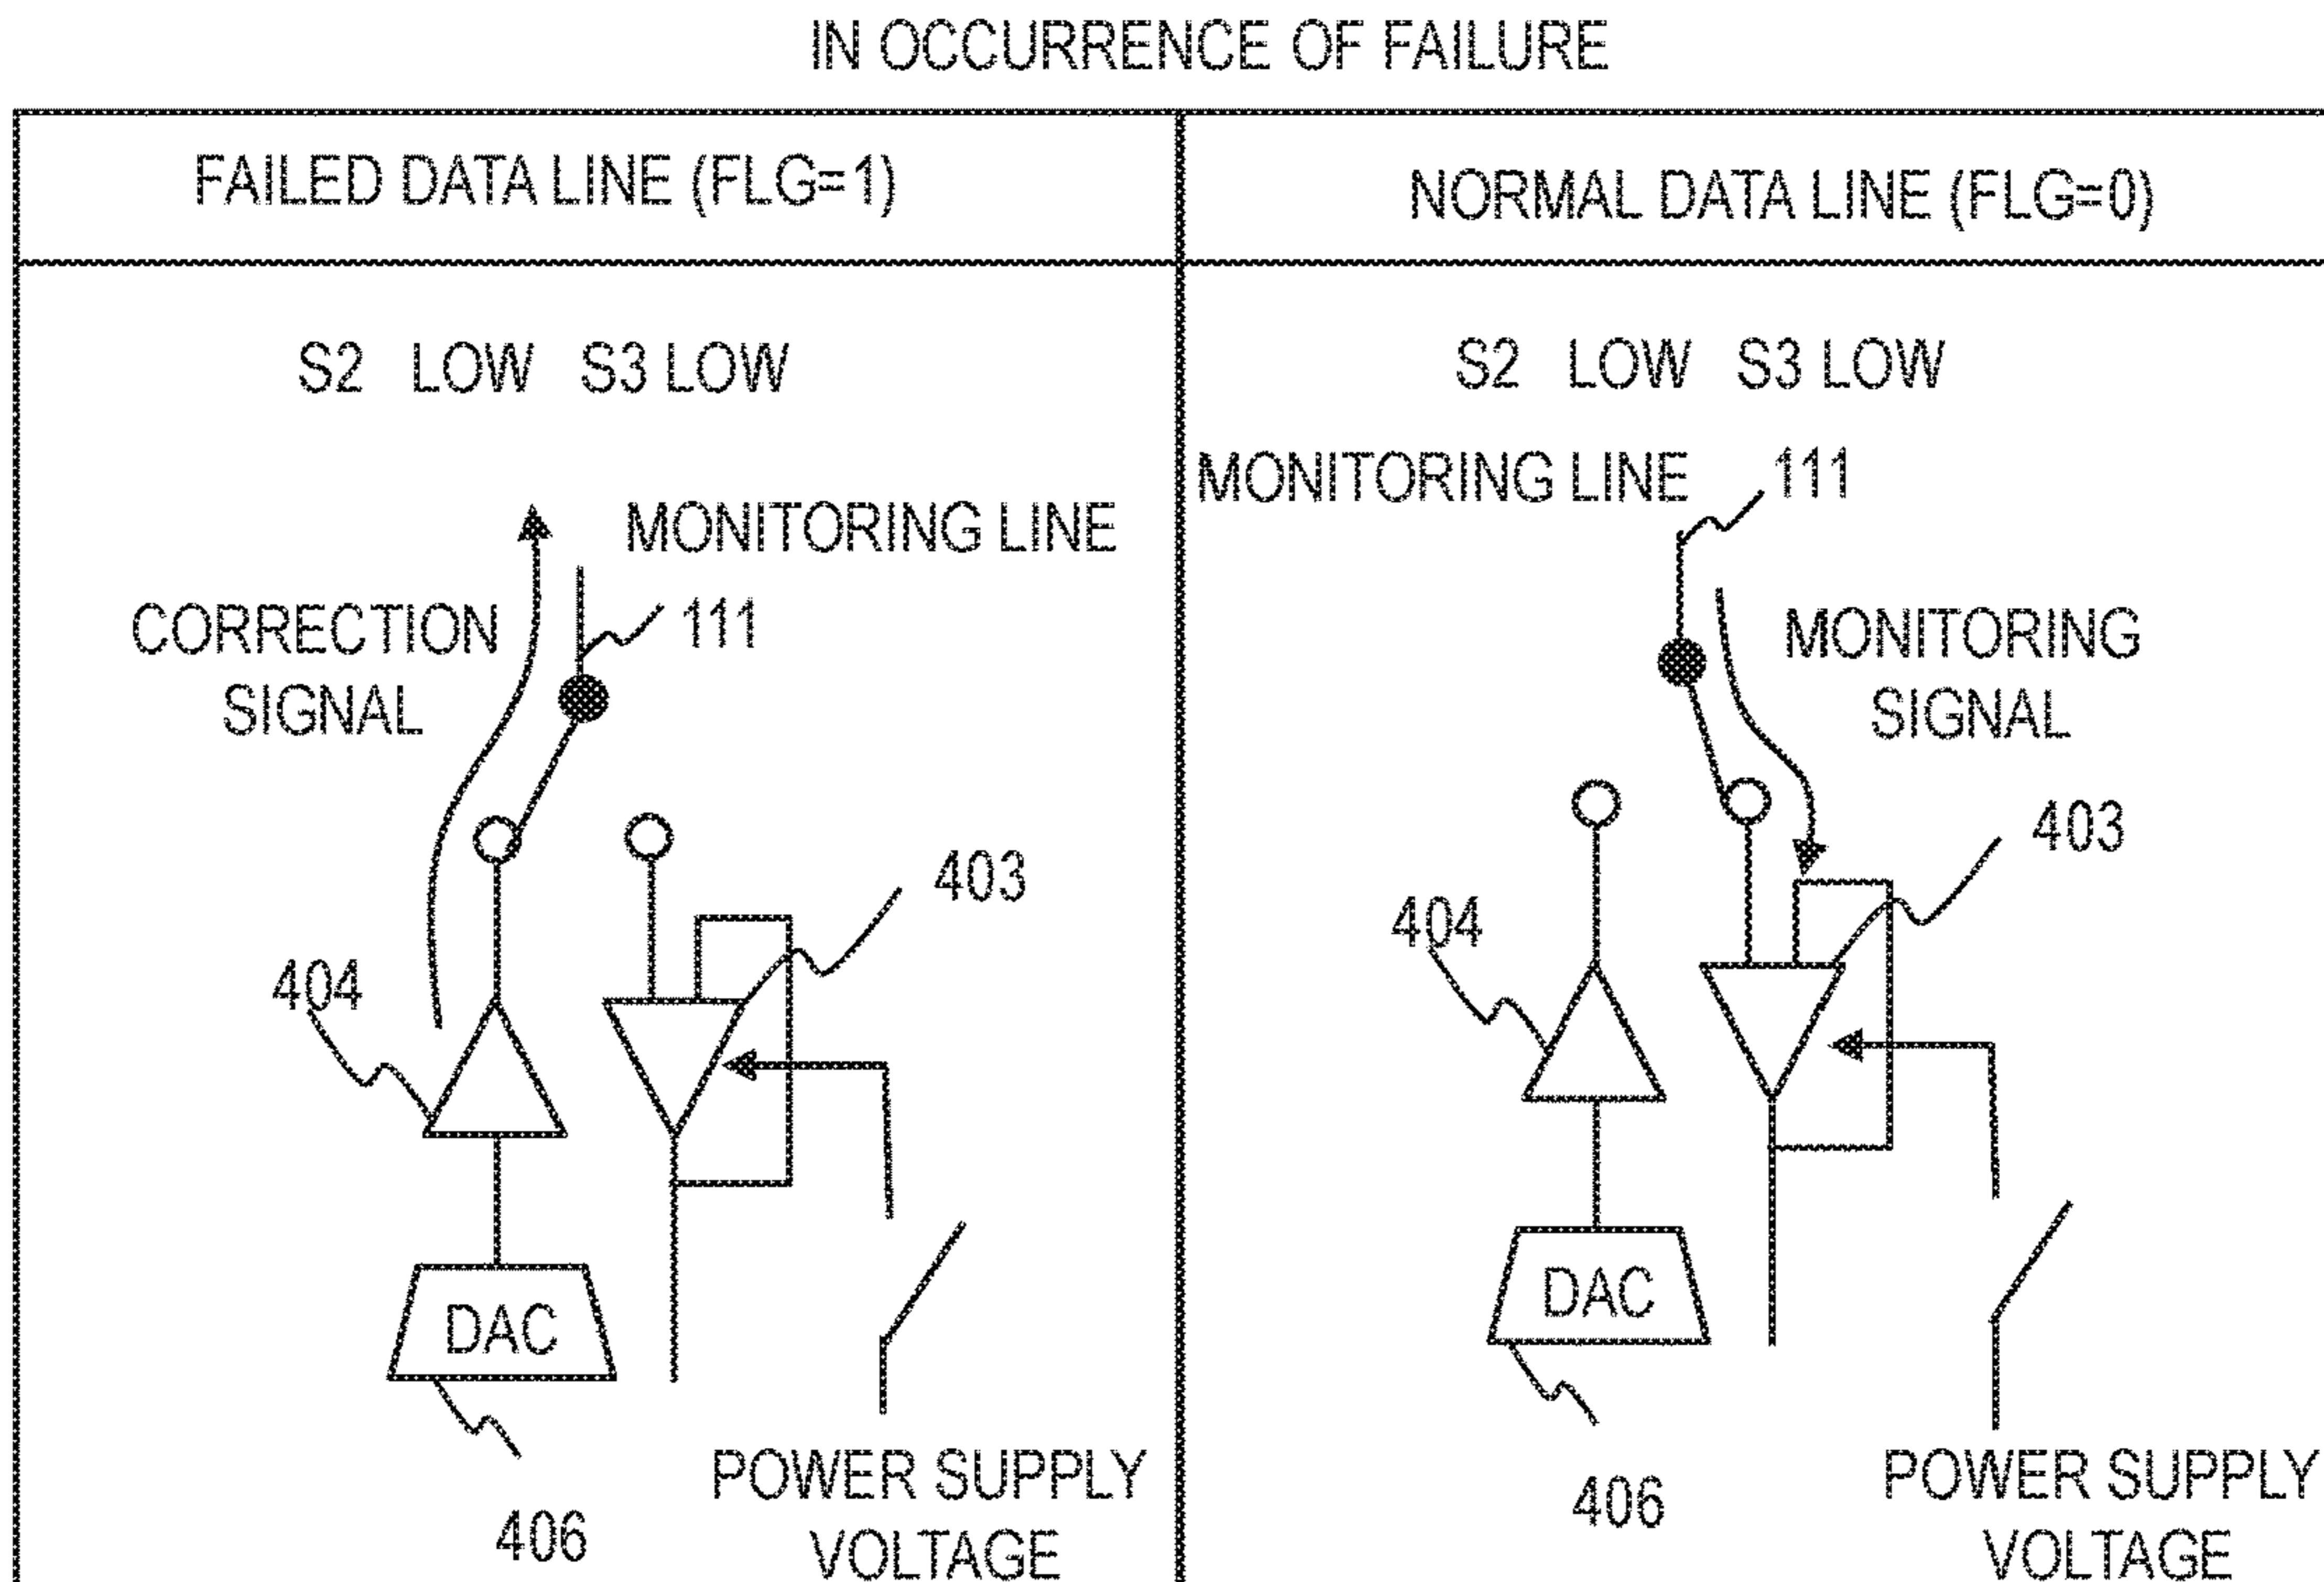 IN OCCURRENCE OF FAILURE
FAILED DATA LINE (FLG=1)
S2 LOW S3 LOW
MONITORING LINE
111
CORRECTION
SIGNAL
403
404
DAC
406
POWER SUPPLY
VOLTAGE
NORMAL DATA LINE (FLG=0)
S2 LOW S3 LOW
MONITORING LINE 111
MONITORING
SIGNAL
403
404
DAC
406
POWER SUPPLY
VOLTAGE